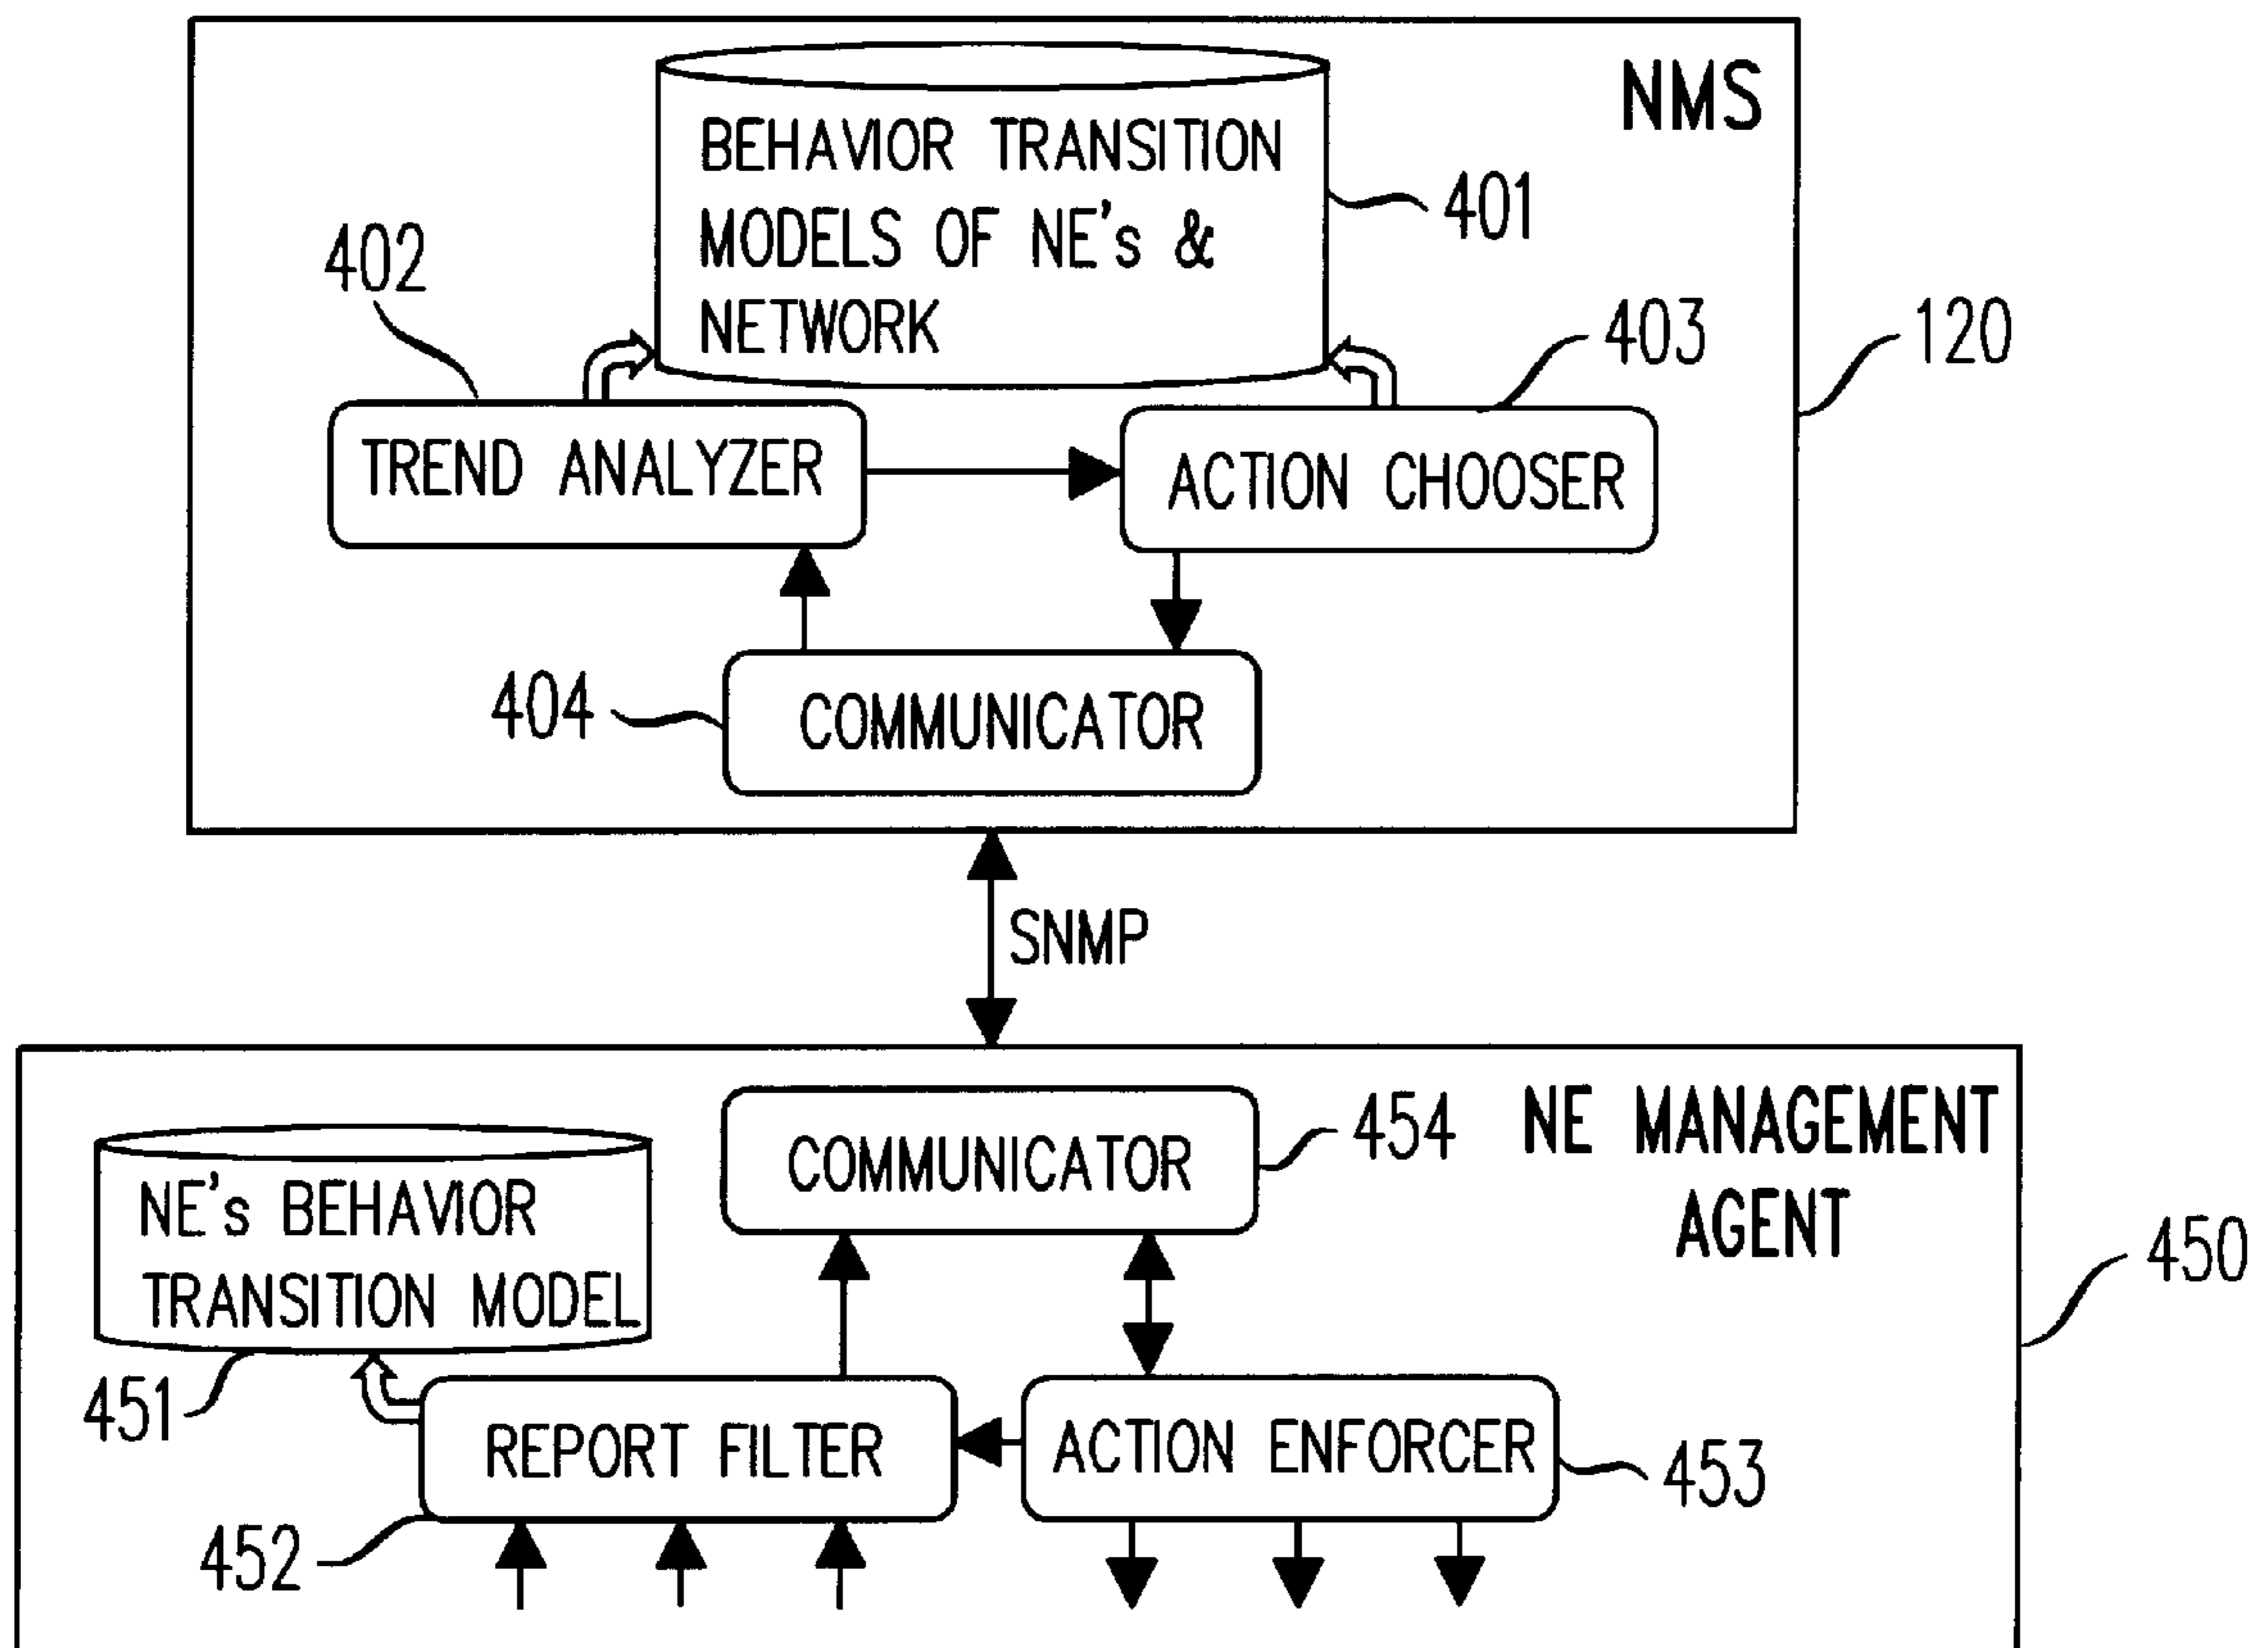 NMS
BEHAVIOR TRANSITION
MODELS OF NE's &
NETWORK
401
402
403
120
TREND ANALYZER
ACTION CHOOSER
404
COMMUNICATOR
SNMP
COMMUNICATOR
454
NE MANAGEMENT
AGENT
NE's BEHAVIOR
TRANSITION MODEL
450
451
REPORT FILTER
ACTION ENFORCER
453
452